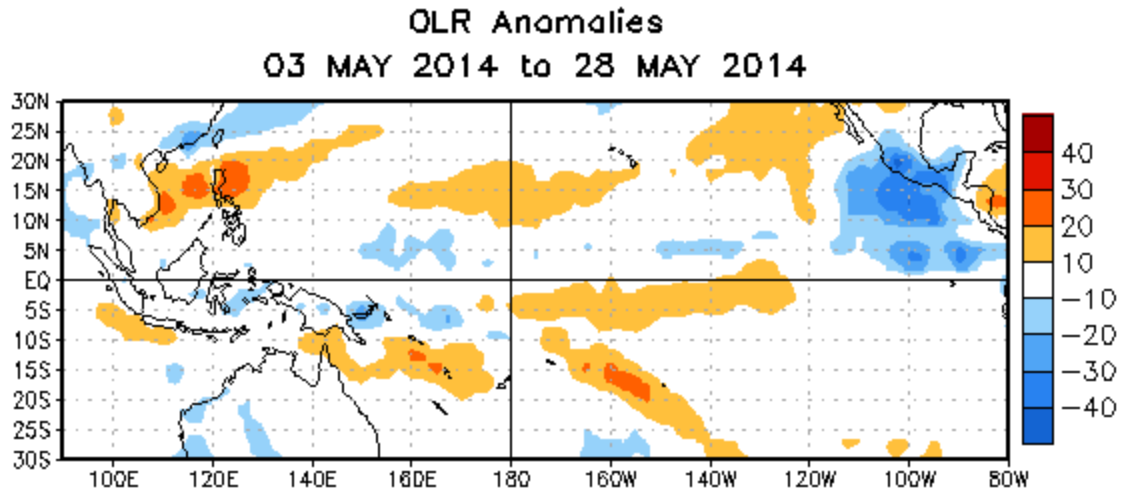 OLR Anomalies
03 MAY 2014 to 28 MAY 2014
30N
25N
20N
15N
10N
5N
EQ
5S
10S
15S
20S
25S
30S
100E 120E 140E 160E 180 160W 140W 120W 100W 80W
40
30
20
10
-10
-20
-30
-40